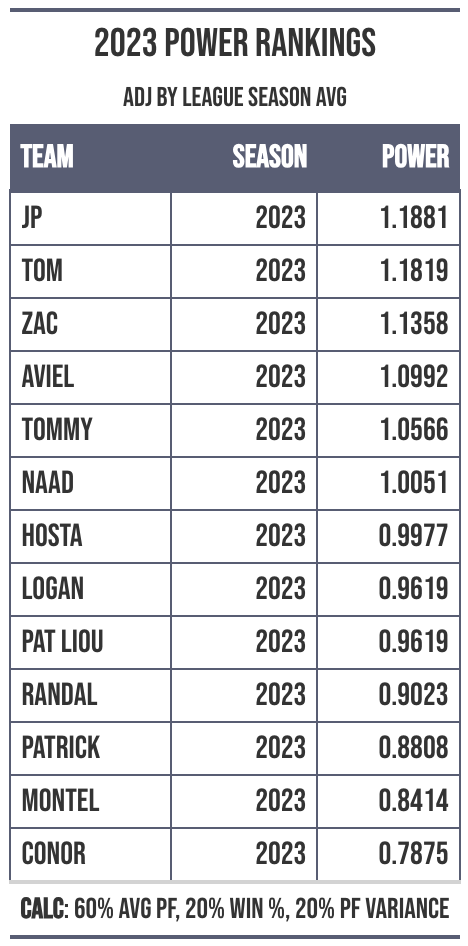 2023 POWER RANKINGS
ADJ BY LEAGUE SEASON AVG
TEAM SEASON POWER
JP 2023 1.1881
TOM 2023 1.1819
ZAC 2023 1.1358
AVIEL 2023 1.0992
TOMMY 2023 1.0566
NAAD 2023 1.0051
HOSTA 2023 0.9977
LOGAN 2023 0.9619
PAT LIOU 2023 0.9619
RANDAL 2023 0.9023
PATRICK 2023 0.8808
MONTEL 2023 0.8414
CONOR 2023 0.7875
CALC: 60% AVG PF, 20% WIN %, 20% PF VARIANCE